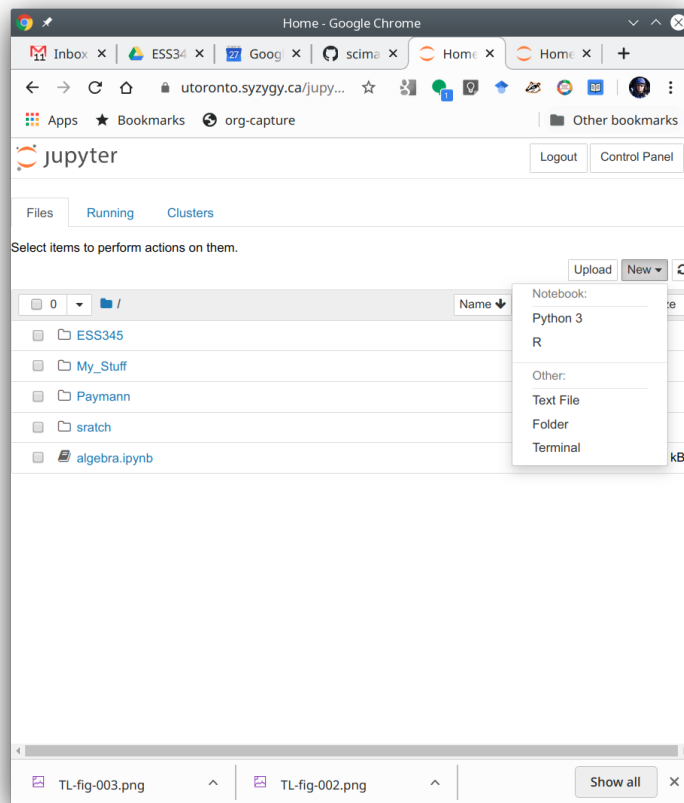 Home - Google Chrome
11 Inbox ESS34 27 Goog scima Home Home
utoronto.syzygy.ca/jupy... 1
Apps Bookmarks org-capture Other bookmarks
jupyter Logout Control Panel
Files Running Clusters
Select items to perform actions on them.
Upload New
0 / Name
Notebook:
Python 3
R
Other:
Text File
Folder
Terminal
ESS345
My_Stuff
Paymann
sratch
algebra.ipynb kB
TL-fig-003.png TL-fig-002.png Show all